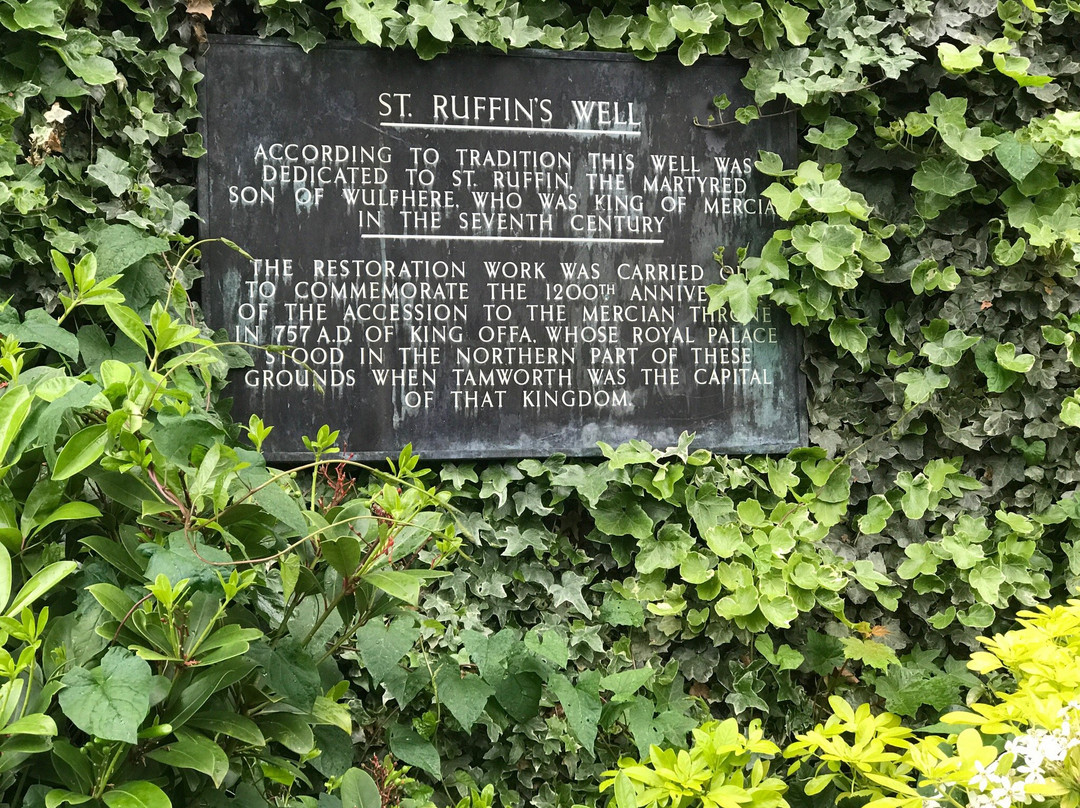 ST. RUFFIN'S WELL
ACCORDING TO TRADITION THIS WELL WAS
DEDICATED TO ST. RUFFIN, THE MARTYRED
SON OF WULFHERE, WHO WAS KING OF MERCIA
IN THE SEVENTH CENTURY
THE RESTORATION WORK WAS CARRIED
TO COMMEMORATE THE 1200TH
OF THE ACCESSION TO THE MERCIAN THRONE
IN 757 A.D. OF KING OFFA, WHOSE ROYAL PALACE
STOOD IN THE NORTHERN PART OF THESE
GROUNDS WHEN TAMWORTH WAS THE CAPITAL
OF THAT KINGDOM.